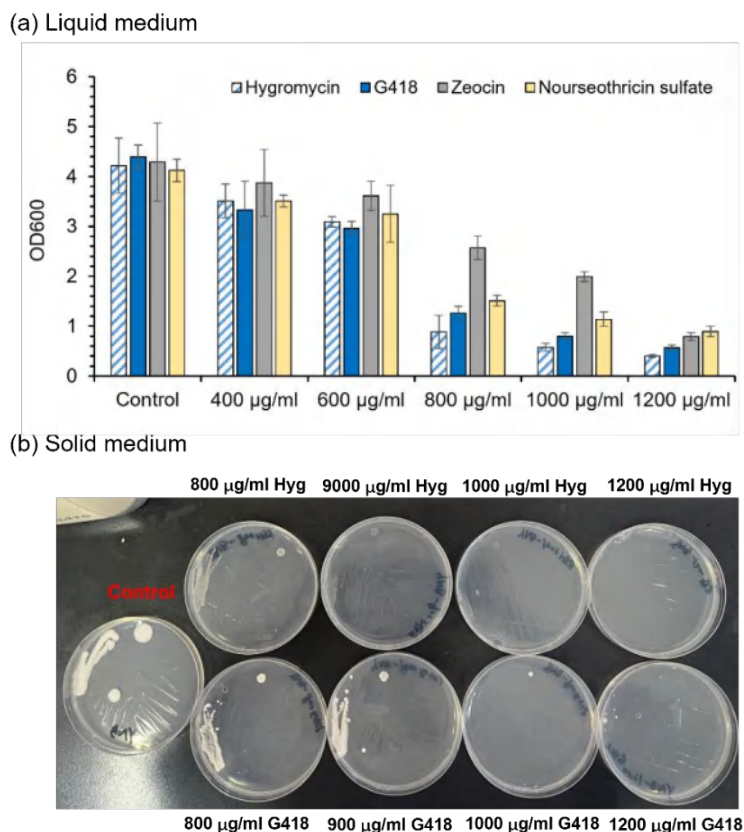 (a) Liquid medium
Hygromycin G418 Zeocin Nourseothricin sulfate
6
5
4
3
2
1
0
OD600
Control 400 µg/ml 600 µg/ml 800 µg/ml 1000 µg/ml 1200 µg/ml
(b) Solid medium
800 µg/ml Hyg 9000 µg/ml Hyg 1000 µg/ml Hyg 1200 µg/ml Hyg
Control
800 µg/ml G418 900 µg/ml G418 1000 µg/ml G418 1200 µg/ml G418